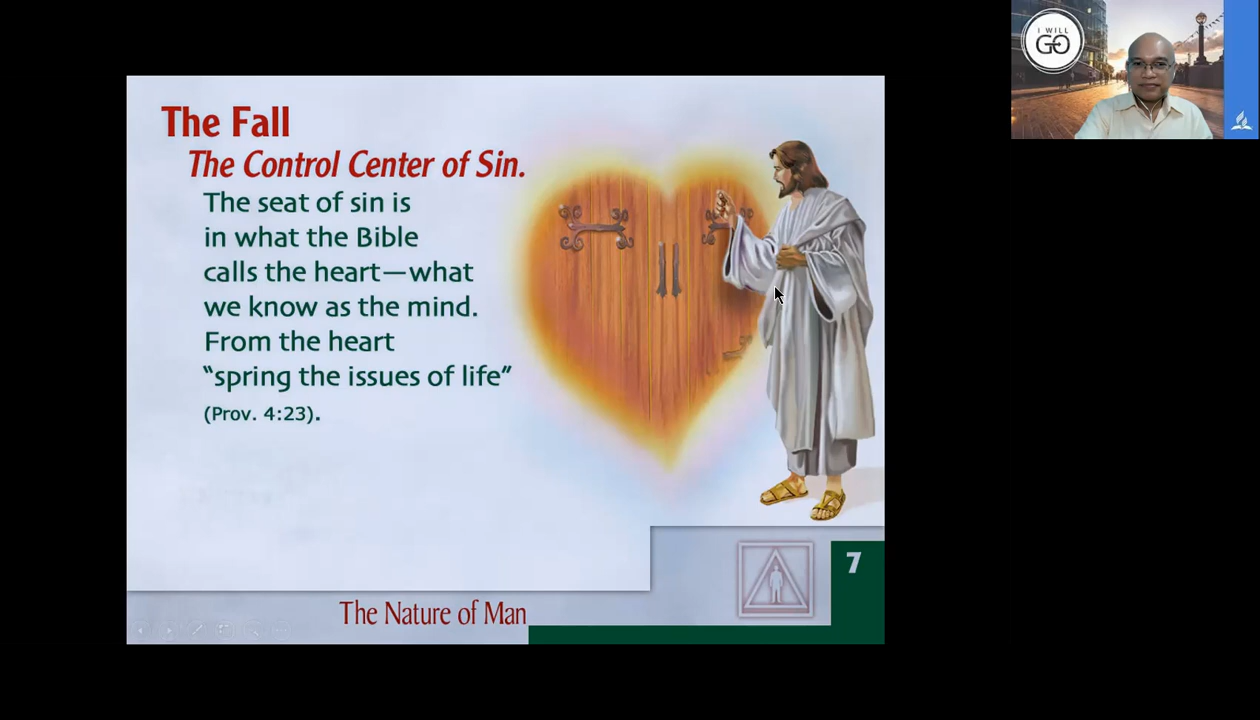 The Fall
The Control Center of Sin.
The seat of sin is
in what the Bible
calls the heart—what
we know as the mind.
From the heart
“spring the issues of life”
(Prov. 4:23).
7
The Nature of Man
I WILL
GO